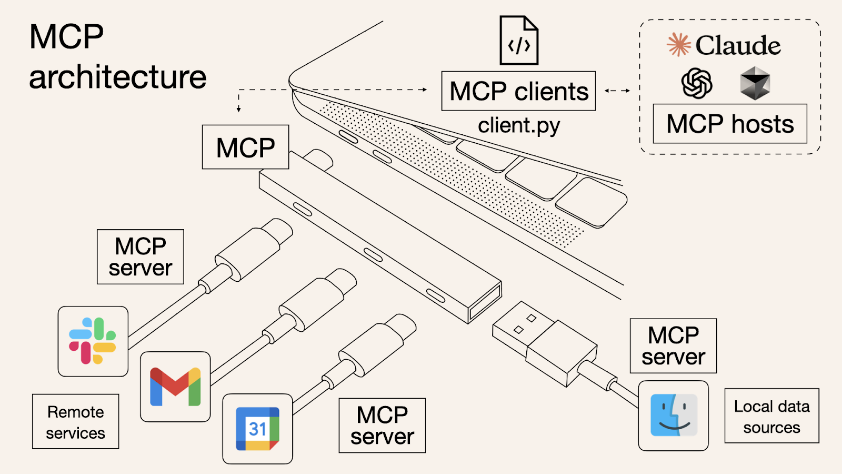 MCP
architecture
</>
MCP clients
client.py
Claude
MCP hosts
MCP
MCP
server
Remote
services
31
MCP
server
MCP
server
Local data
sources